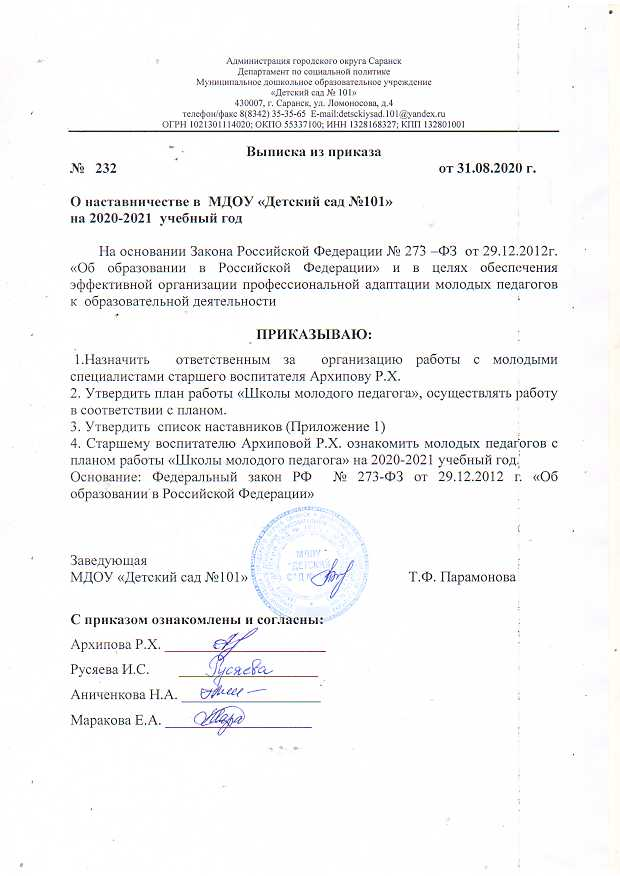 Администрация городского округа Саранск
Департамент по социальной политике
Муниципальное дошкольное образовательное учреждение
«Детский сад № 101»
430007, г. Саранск, ул. Ломоносова, д.4
телефон/факс 8(8342) 35-35-65 E-mail:detsckiysad.101@yandex.ru
ОГРН 1021301114020; ОКПО 55337100; ИНН 1328168327; КПП 132801001
Выписка из приказа
№ 232 от 31.08.2020 г.
О наставничестве в МДОУ «Детский сад №101»
на 2020-2021 учебный год
На основании Закона Российской Федерации № 273 –ФЗ от 29.12.2012г.
«Об образовании в Российской Федерации» и в целях обеспечения
эффективной организации профессиональной адаптации молодых педагогов
к образовательной деятельности
ПРИКАЗЫВАЮ:
1.Назначить ответственным за организацию работы с молодыми
специалистами старшего воспитателя Архипову Р.Х.
2. Утвердить план работы «Школы молодого педагога», осуществлять работу
в соответствии с планом.
3. Утвердить список наставников (Приложение 1)
4. Старшему воспитателю Архиповой Р.Х. ознакомить молодых педагогов с
планом работы «Школы молодого педагога» на 2020-2021 учебный год.
Основание: Федеральный закон РФ № 273-ФЗ от 29.12.2012 г. «Об
образовании в Российской Федерации»
МДОУ
"ДЕТСКИЙ
САД
Заведующая
МДОУ «Детский сад №101» Т.Ф. Парамонова
С приказом ознакомлены и согласны:
Архипова Р.Х. ______________________
Русяева И.С. ___________________ Русяева
Аниченкова Н.А. ___________________
Маракова Е.А. ____________________